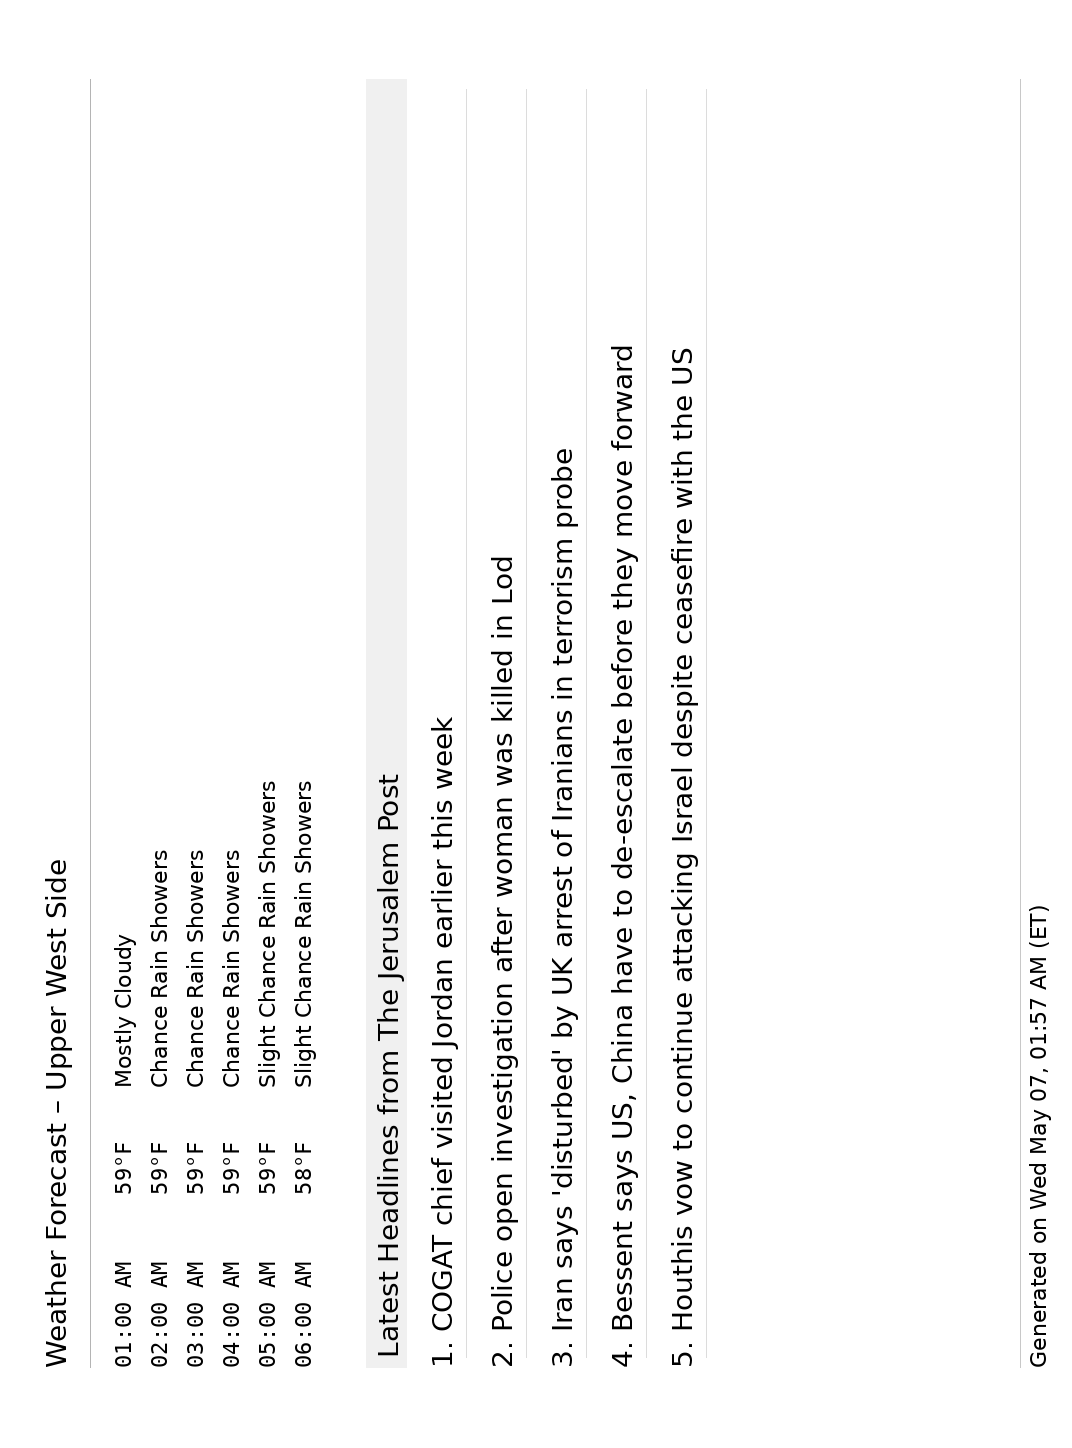 Weather Forecast – Upper West Side
01:00 AM 59°F Mostly Cloudy
02:00 AM 59°F Chance Rain Showers
03:00 AM 59°F Chance Rain Showers
04:00 AM 59°F Chance Rain Showers
05:00 AM 59°F Slight Chance Rain Showers
06:00 AM 58°F Slight Chance Rain Showers
Latest Headlines from The Jerusalem Post
1. COGAT chief visited Jordan earlier this week
2. Police open investigation after woman was killed in Lod
3. Iran says 'disturbed' by UK arrest of Iranians in terrorism probe
4. Bessent says US, China have to de-escalate before they move forward
5. Houthis vow to continue attacking Israel despite ceasefire with the US
Generated on Wed May 07, 01:57 AM (ET)